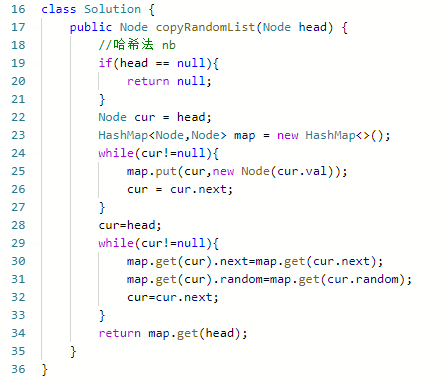 16 class Solution {
17     public Node copyRandomList(Node head) {
18         //哈希法 nb
19         if(head == null){
20             return null;
21         }
22         Node cur = head;
23         HashMap<Node,Node> map = new HashMap<>();
24         while(cur!=null){
25             map.put(cur,new Node(cur.val));
26             cur = cur.next;
27         }
28         cur=head;
29         while(cur!=null){
30             map.get(cur).next=map.get(cur.next);
31             map.get(cur).random=map.get(cur.random);
32             cur=cur.next;
33         }
34         return map.get(head);
35     }
36 }